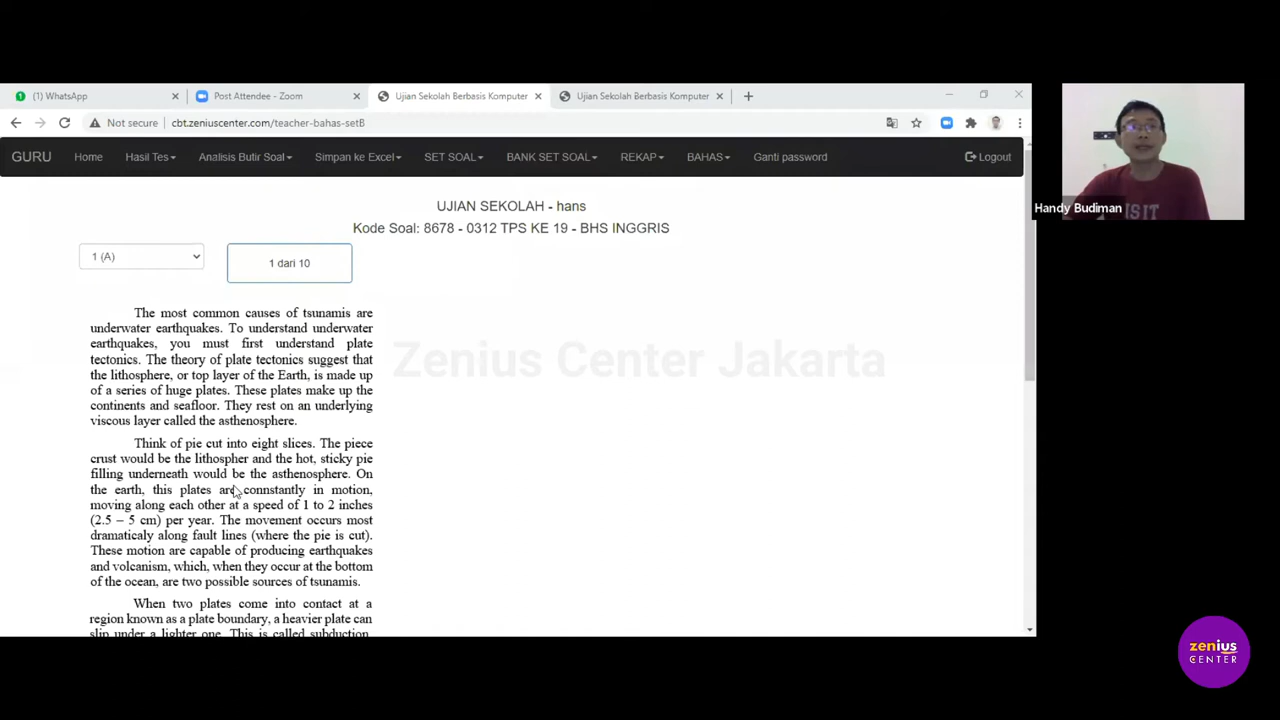 (1) WhatsApp
Post Attendee - Zoom
Ujian Sekolah Berbasis Komputer
Ujian Sekolah Berbasis Komputer
Not secure
cbt.zeniuscenter.com/teacher-bahas-setB
GURU Home Hasil Tes Analisis Butir Soal Simpan ke Excel SET SOAL BANK SET SOAL REKAP BAHAS Ganti password Logout
UJIAN SEKOLAH - hans
Kode Soal: 8678 - 0312 TPS KE 19 - BHS INGGRIS
1 (A)
1 dari 10
The most common causes of tsunamis are
underwater earthquakes. To understand underwater
earthquakes, you must first understand plate
tectonics. The theory of plate tectonics suggest that
the lithosphere, or top layer of the Earth, is made up
of a series of huge plates. These plates make up the
continents and seafloor. They rest on an underlying
viscous layer called the asthenosphere.
Think of pie cut into eight slices. The piece
crust would be the lithospher and the hot, sticky pie
filling underneath would be the asthenosphere. On
the earth, this plates are connstantly in motion,
moving along each other at a speed of 1 to 2 inches
(2.5 – 5 cm) per year. The movement occurs most
dramaticaly along fault lines (where the pie is cut).
These motion are capable of producing earthquakes
and volcanism, which, when they occur at the bottom
of the ocean, are two possible sources of tsunamis.
When two plates come into contact at a
region known as a plate boundary, a heavier plate can
slip under a lighter one. This is called subduction.
Zenius Center Jakarta
Handy Budiman
zenius
CENTER